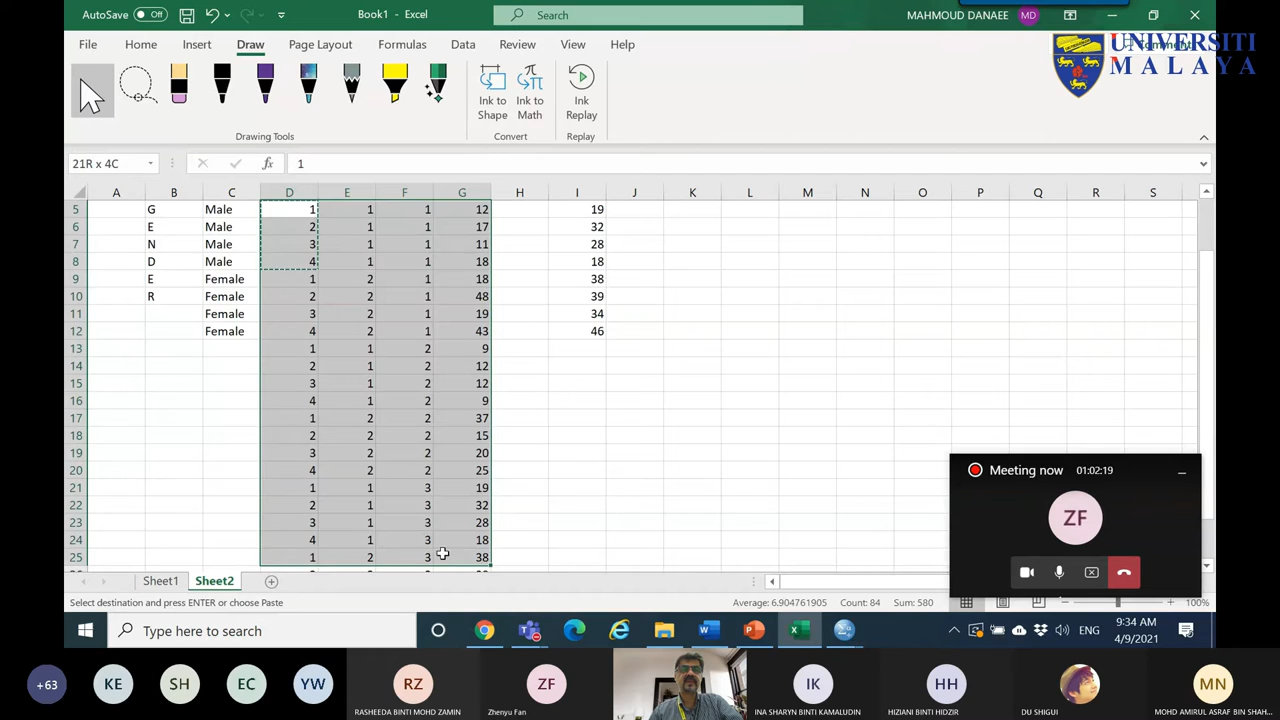 AutoSave Off Book1 - Excel Search MAHMOUD DANAEE MD
File Home Insert Draw Page Layout Formulas Data Review View Help
UNIVERSITI
MALAYA
Ink to Shape Ink to Math Ink Replay
Drawing Tools Convert Replay
21R x 4C fx 1
A B C D E F G H I J K L M N O P Q R S
5 G Male 1 1 1 12 19
6 E Male 2 1 1 17 32
7 N Male 3 1 1 11 28
8 D Male 4 1 1 18 18
9 E Female 1 2 1 18 38
10 R Female 2 2 1 48 39
11 Female 3 2 1 19 34
12 Female 4 2 1 43 46
13 1 1 2 9
14 2 1 2 12
15 3 1 2 12
16 4 1 2 9
17 1 2 2 37
18 2 2 2 15
19 3 2 2 20
20 4 2 2 25
21 1 1 3 19
22 2 1 3 32
23 3 1 3 28
24 4 1 3 18
25 1 2 3 38
Meeting now 01:02:19
ZF
Sheet1 Sheet2
Select destination and press ENTER or choose Paste Average: 6.904761905 Count: 84 Sum: 580 100%
Type here to search ENG 9:34 AM
4/9/2021
+63 KE SH EC YW RZ ZF IK HH MN
RASHEEDA BINTI MOHD ZAMIN Zhenyu Fan INA SHARYN BINTI KAMALUDIN HIZIANI BINTI HIDZIR DU SHIGUI MOHD AMIRUL ASRAF BIN SHAH...